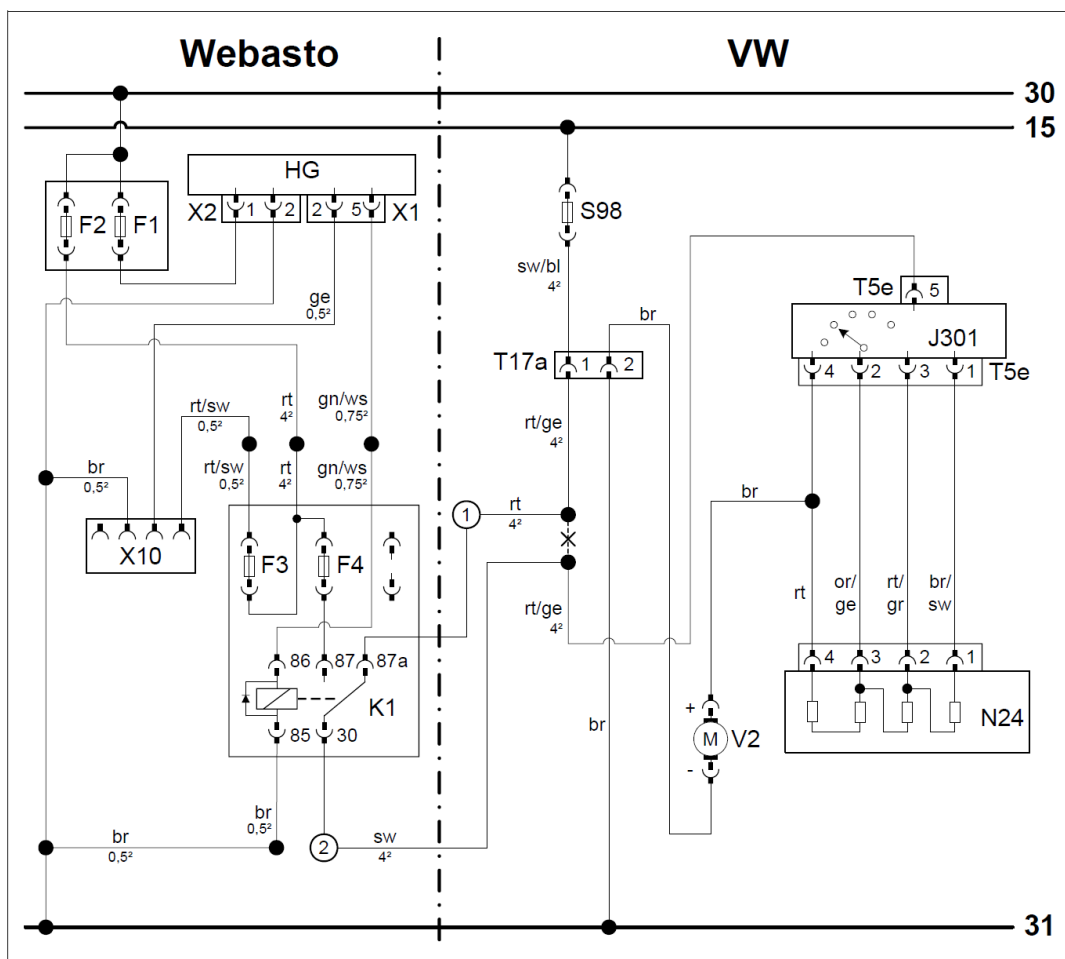 Webasto
VW
30
15
HG
X2 1 2 2 5 X1
F2 F1
S98
sw/bl
4²
ge
0,5²
br
T5e 5
J301
T17a 1 2
4 2 3 1 T5e
rt/sw
0,5²
rt
4²
gn/ws
0,75²
rt/ge
4²
rt/sw
0,5²
rt
4²
gn/ws
0,75²
br
0,5²
br
1
rt
4²
X10
F3 F4
rt
or/
ge
rt/
gr
br/
sw
rt/ge
4²
86 87 87a
4 3 2 1
K1
N24
85 30
br
+
M V2
-
br
0,5²
br
0,5²
2
sw
4²
31